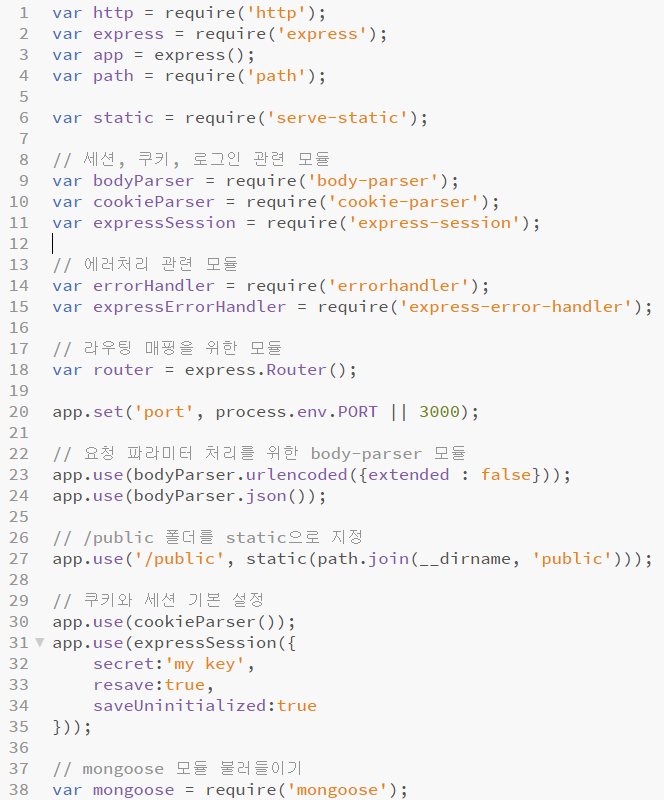 1 var http = require('http');
2 var express = require('express');
3 var app = express();
4 var path = require('path');
5
6 var static = require('serve-static');
7
8 // 세션, 쿠키, 로그인 관련 모듈
9 var bodyParser = require('body-parser');
10 var cookieParser = require('cookie-parser');
11 var expressSession = require('express-session');
12
13 // 에러처리 관련 모듈
14 var errorHandler = require('errorhandler');
15 var expressErrorHandler = require('express-error-handler');
16
17 // 라우팅 매핑을 위한 모듈
18 var router = express.Router();
19
20 app.set('port', process.env.PORT || 3000);
21
22 // 요청 파라미터 처리를 위한 body-parser 모듈
23 app.use(bodyParser.urlencoded({extended : false}));
24 app.use(bodyParser.json());
25
26 // /public 폴더를 static으로 지정
27 app.use('/public', static(path.join(__dirname, 'public')));
28
29 // 쿠키와 세션 기본 설정
30 app.use(cookieParser());
31 app.use(expressSession({
32     secret:'my key',
33     resave:true,
34     saveUninitialized:true
35 }));
36
37 // mongoose 모듈 불러들이기
38 var mongoose = require('mongoose');